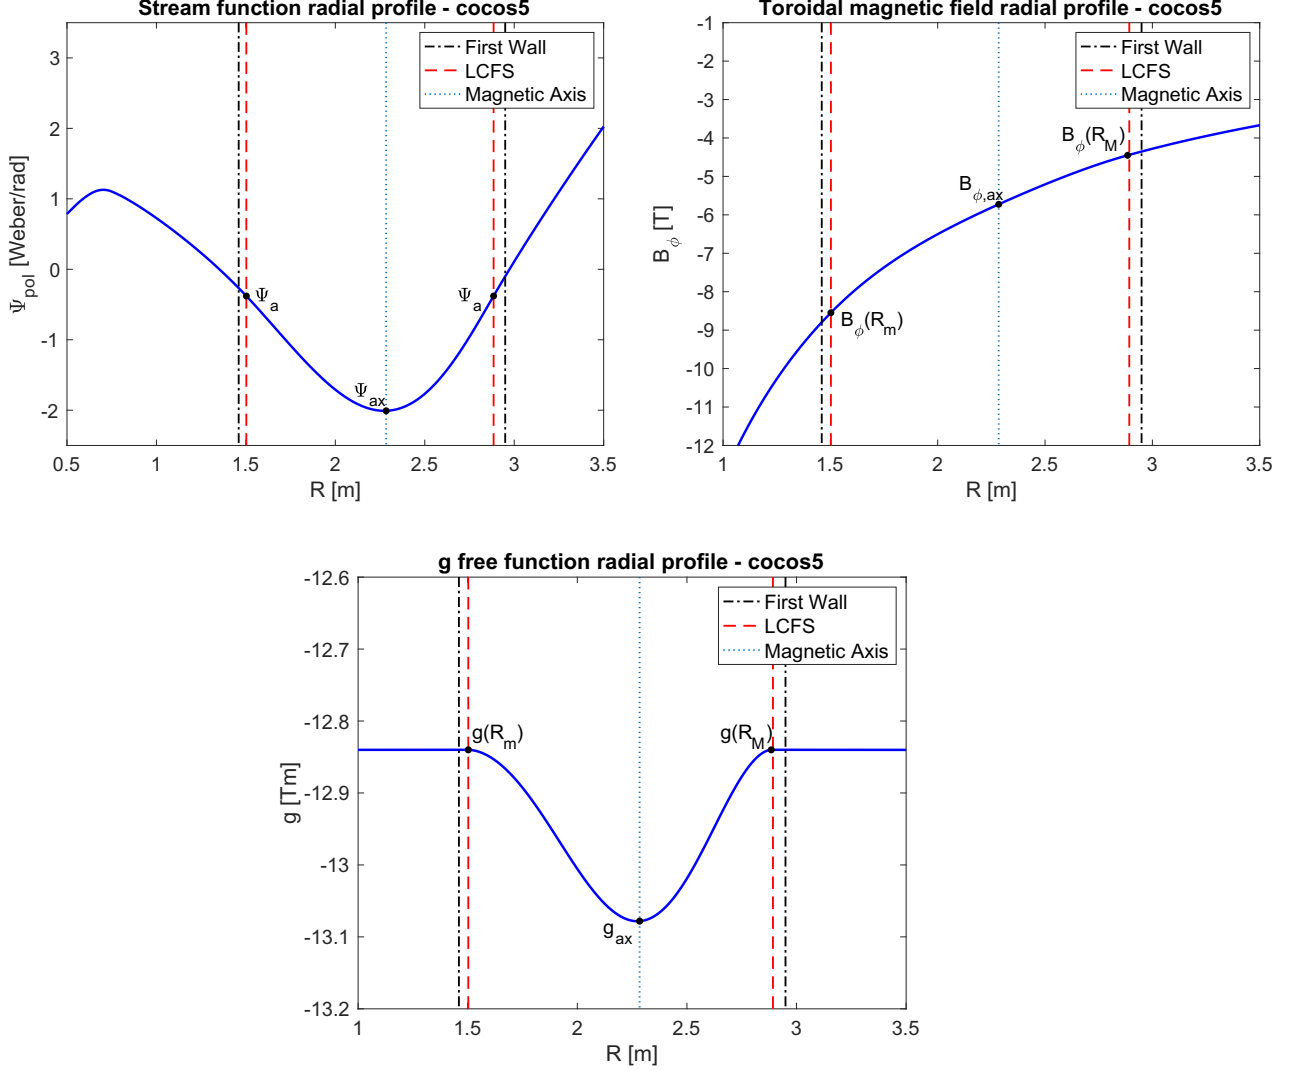 Stream function radial profile - cocos5
First Wall
LCFS
Magnetic Axis
3
2
1
0
-1
-2
Ψpol [Weber/rad]
Ψa
Ψa
Ψax
0.5 1 1.5 2 2.5 3 3.5
R [m]
Toroidal magnetic field radial profile - cocos5
First Wall
LCFS
Magnetic Axis
-1
-2
-3
-4
-5
-6
-7
-8
-9
-10
-11
-12
Bϕ [T]
Bϕ(RM)
Bϕ,ax
Bϕ(Rm)
1 1.5 2 2.5 3 3.5
R [m]
g free function radial profile - cocos5
First Wall
LCFS
Magnetic Axis
-12.6
-12.7
-12.8
-12.9
-13
-13.1
-13.2
g [Tm]
g(Rm)
g(RM)
gax
1 1.5 2 2.5 3 3.5
R [m]